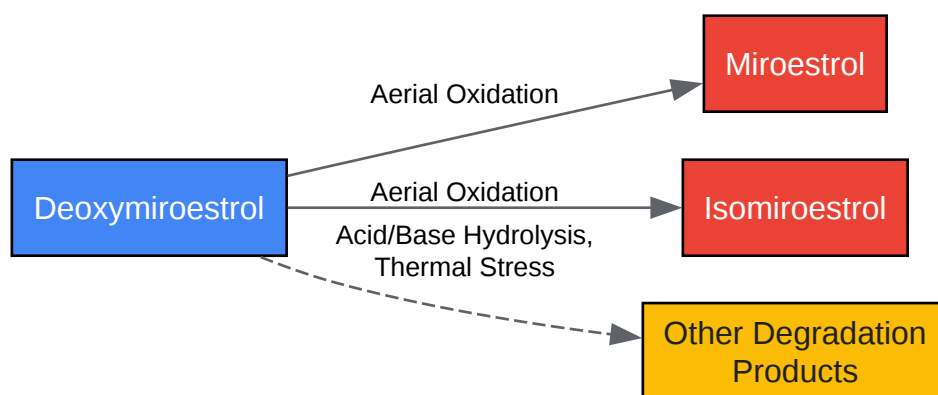 Miroestrol
Aerial Oxidation
Deoxymiroestrol
Aerial Oxidation
Isomiroestrol
Acid/Base Hydrolysis,
Thermal Stress
Other Degradation
Products